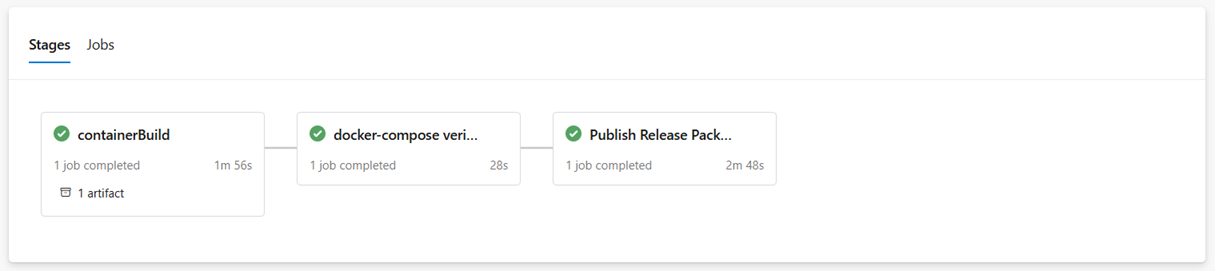 Stages Jobs
containerBuild
1 job completed 1m 56s
1 artifact
docker-compose veri...
1 job completed 28s
Publish Release Pack...
1 job completed 2m 48s